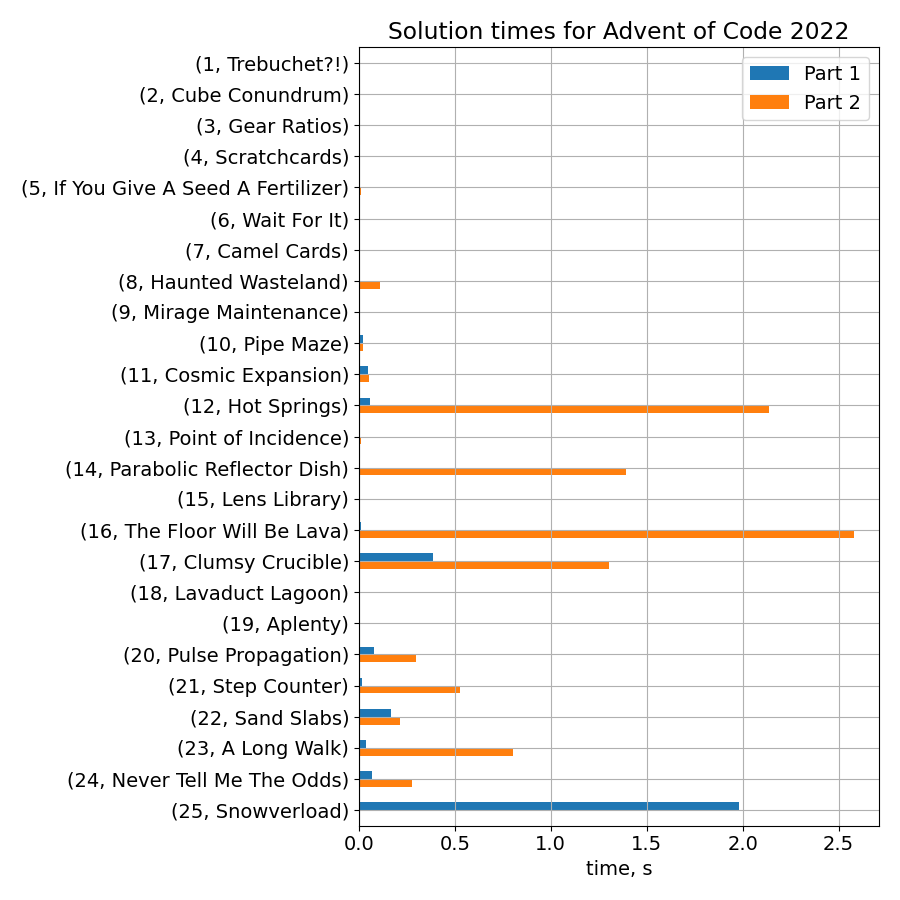 Solution times for Advent of Code 2022
Part 1
Part 2
(1, Trebuchet?!)
(2, Cube Conundrum)
(3, Gear Ratios)
(4, Scratchcards)
(5, If You Give A Seed A Fertilizer)
(6, Wait For It)
(7, Camel Cards)
(8, Haunted Wasteland)
(9, Mirage Maintenance)
(10, Pipe Maze)
(11, Cosmic Expansion)
(12, Hot Springs)
(13, Point of Incidence)
(14, Parabolic Reflector Dish)
(15, Lens Library)
(16, The Floor Will Be Lava)
(17, Clumsy Crucible)
(18, Lavaduct Lagoon)
(19, Aplenty)
(20, Pulse Propagation)
(21, Step Counter)
(22, Sand Slabs)
(23, A Long Walk)
(24, Never Tell Me The Odds)
(25, Snowverload)
0.0 0.5 1.0 1.5 2.0 2.5
time, s